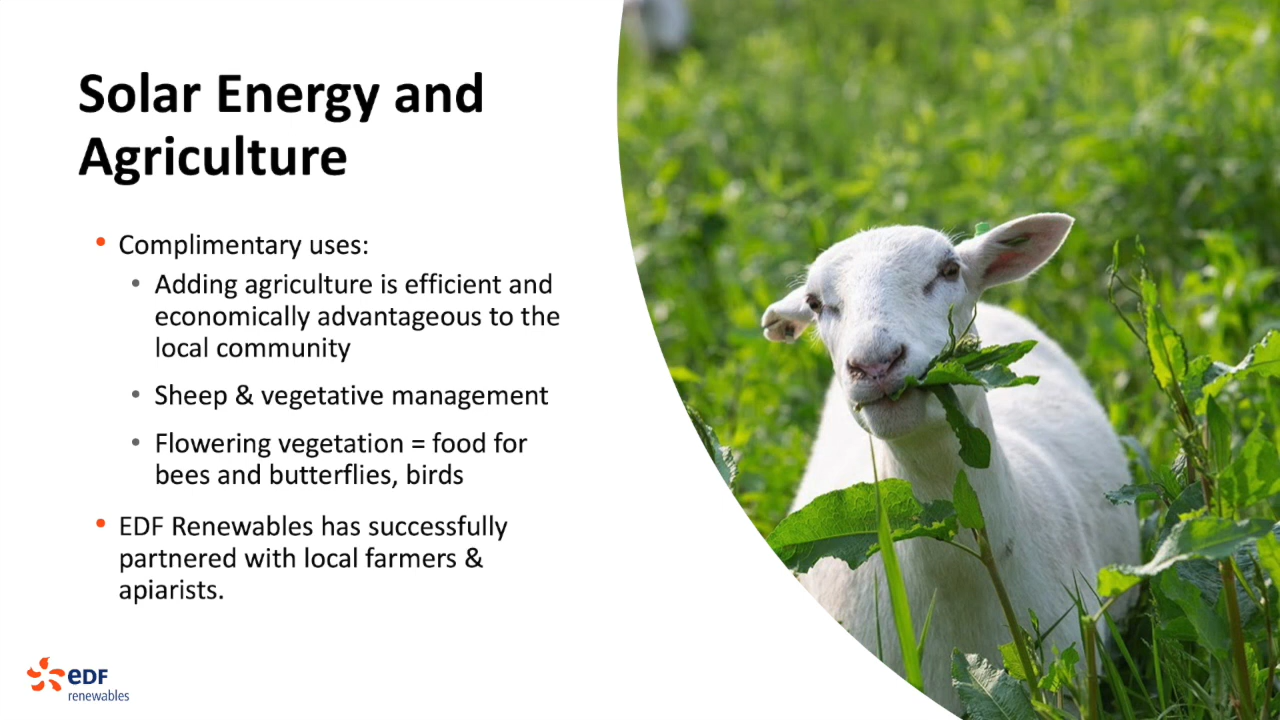 Solar Energy and
Agriculture
• Complimentary uses:
• Adding agriculture is efficient and
economically advantageous to the
local community
• Sheep & vegetative management
• Flowering vegetation = food for
bees and butterflies, birds
• EDF Renewables has successfully
partnered with local farmers &
apiarists.
eDF
renewables